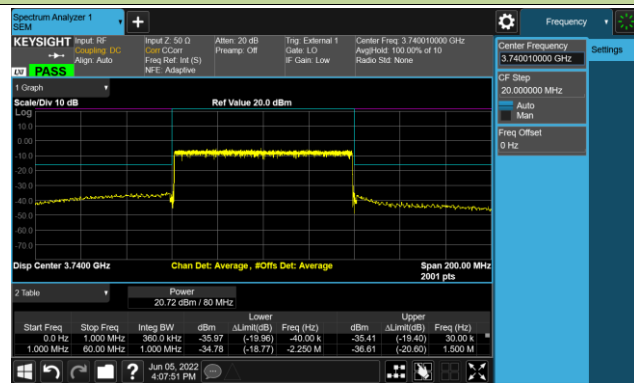 Spectrum Analyzer 1
SEM
+
Frequency
KEYSIGHT
Input: RF
Coupling: DC
Align: Auto
Input Z: 50 Ω
Corr CCorr
Freq Ref: Int (S)
NFE: Adaptive
Atten: 20 dB
Preamp: Off
Trig: External 1
Gate: LO
IF Gain: Low
Center Freq: 3.740010000 GHz
Avg|Hold: 100.00% of 10
Radio Std: None
LXI PASS
Center Frequency
3.740010000 GHz
Settings
CF Step
20.000000 MHz
Auto
Man
Freq Offset
0 Hz
1 Graph
Scale/Div 10 dB
Ref Value 20.0 dBm
Log
10.0
0.00
-10.0
-20.0
-30.0
-40.0
-50.0
-60.0
-70.0
Disp Center 3.7400 GHz
Chan Det: Average, #Offs Det: Average
Span 200.00 MHz
2001 pts
2 Table
Power
20.72 dBm / 80 MHz
Lower Upper
Start Freq Stop Freq Integ BW dBm ΔLimit(dB) Freq (Hz) dBm ΔLimit(dB) Freq (Hz)
0.0 Hz 1.000 MHz 360.0 kHz -35.97 (-19.96) -40.00 k -35.41 (-19.40) 30.00 k
1.000 MHz 60.00 MHz 1.000 MHz -34.78 (-18.77) -2.250 M -36.61 (-20.60) 1.500 M
?
Jun 05, 2022
4:07:51 PM